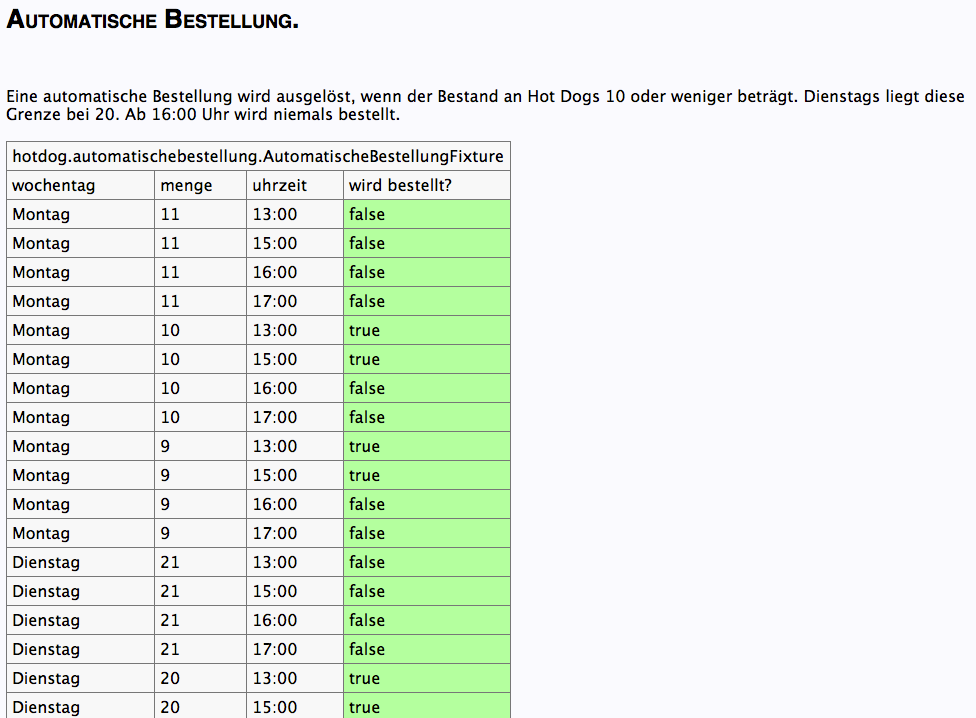 Automatische Bestellung.
Eine automatische Bestellung wird ausgelöst, wenn der Bestand an Hot Dogs 10 oder weniger beträgt. Dienstags liegt diese
Grenze bei 20. Ab 16:00 Uhr wird niemals bestellt.
hotdog.automatischebestellung.AutomatischeBestellungFixture
wochentag menge uhrzeit wird bestellt?
Montag 11 13:00 false
Montag 11 15:00 false
Montag 11 16:00 false
Montag 11 17:00 false
Montag 10 13:00 true
Montag 10 15:00 true
Montag 10 16:00 false
Montag 10 17:00 false
Montag 9 13:00 true
Montag 9 15:00 true
Montag 9 16:00 false
Montag 9 17:00 false
Dienstag 21 13:00 false
Dienstag 21 15:00 false
Dienstag 21 16:00 false
Dienstag 21 17:00 false
Dienstag 20 13:00 true
Dienstag 20 15:00 true